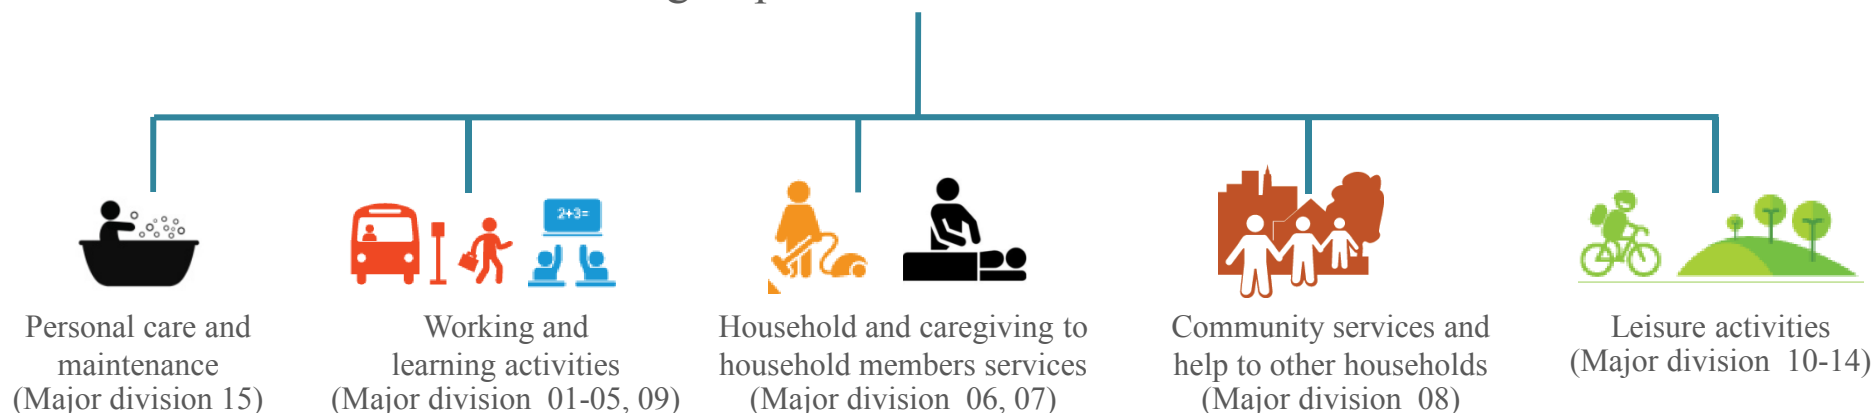 2+3=
Personal care and
maintenance
(Major division 15)
Working and
learning activities
(Major division 01-05, 09)
Household and caregiving to
household members services
(Major division 06, 07)
Community services and
help to other households
(Major division 08)
Leisure activities
(Major division 10-14)